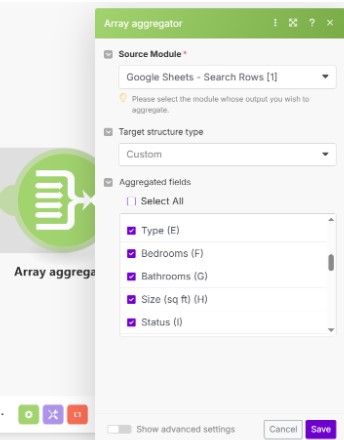 Array aggregator
Source Module *
Google Sheets - Search Rows [1]
Please select the module whose output you wish to
aggregate.
Target structure type
Custom
Aggregated fields
Select All
Type (E)
Bedrooms (F)
Bathrooms (G)
Size (sq ft) (H)
Status (I)
Array aggrega
Show advanced settings
Cancel
Save